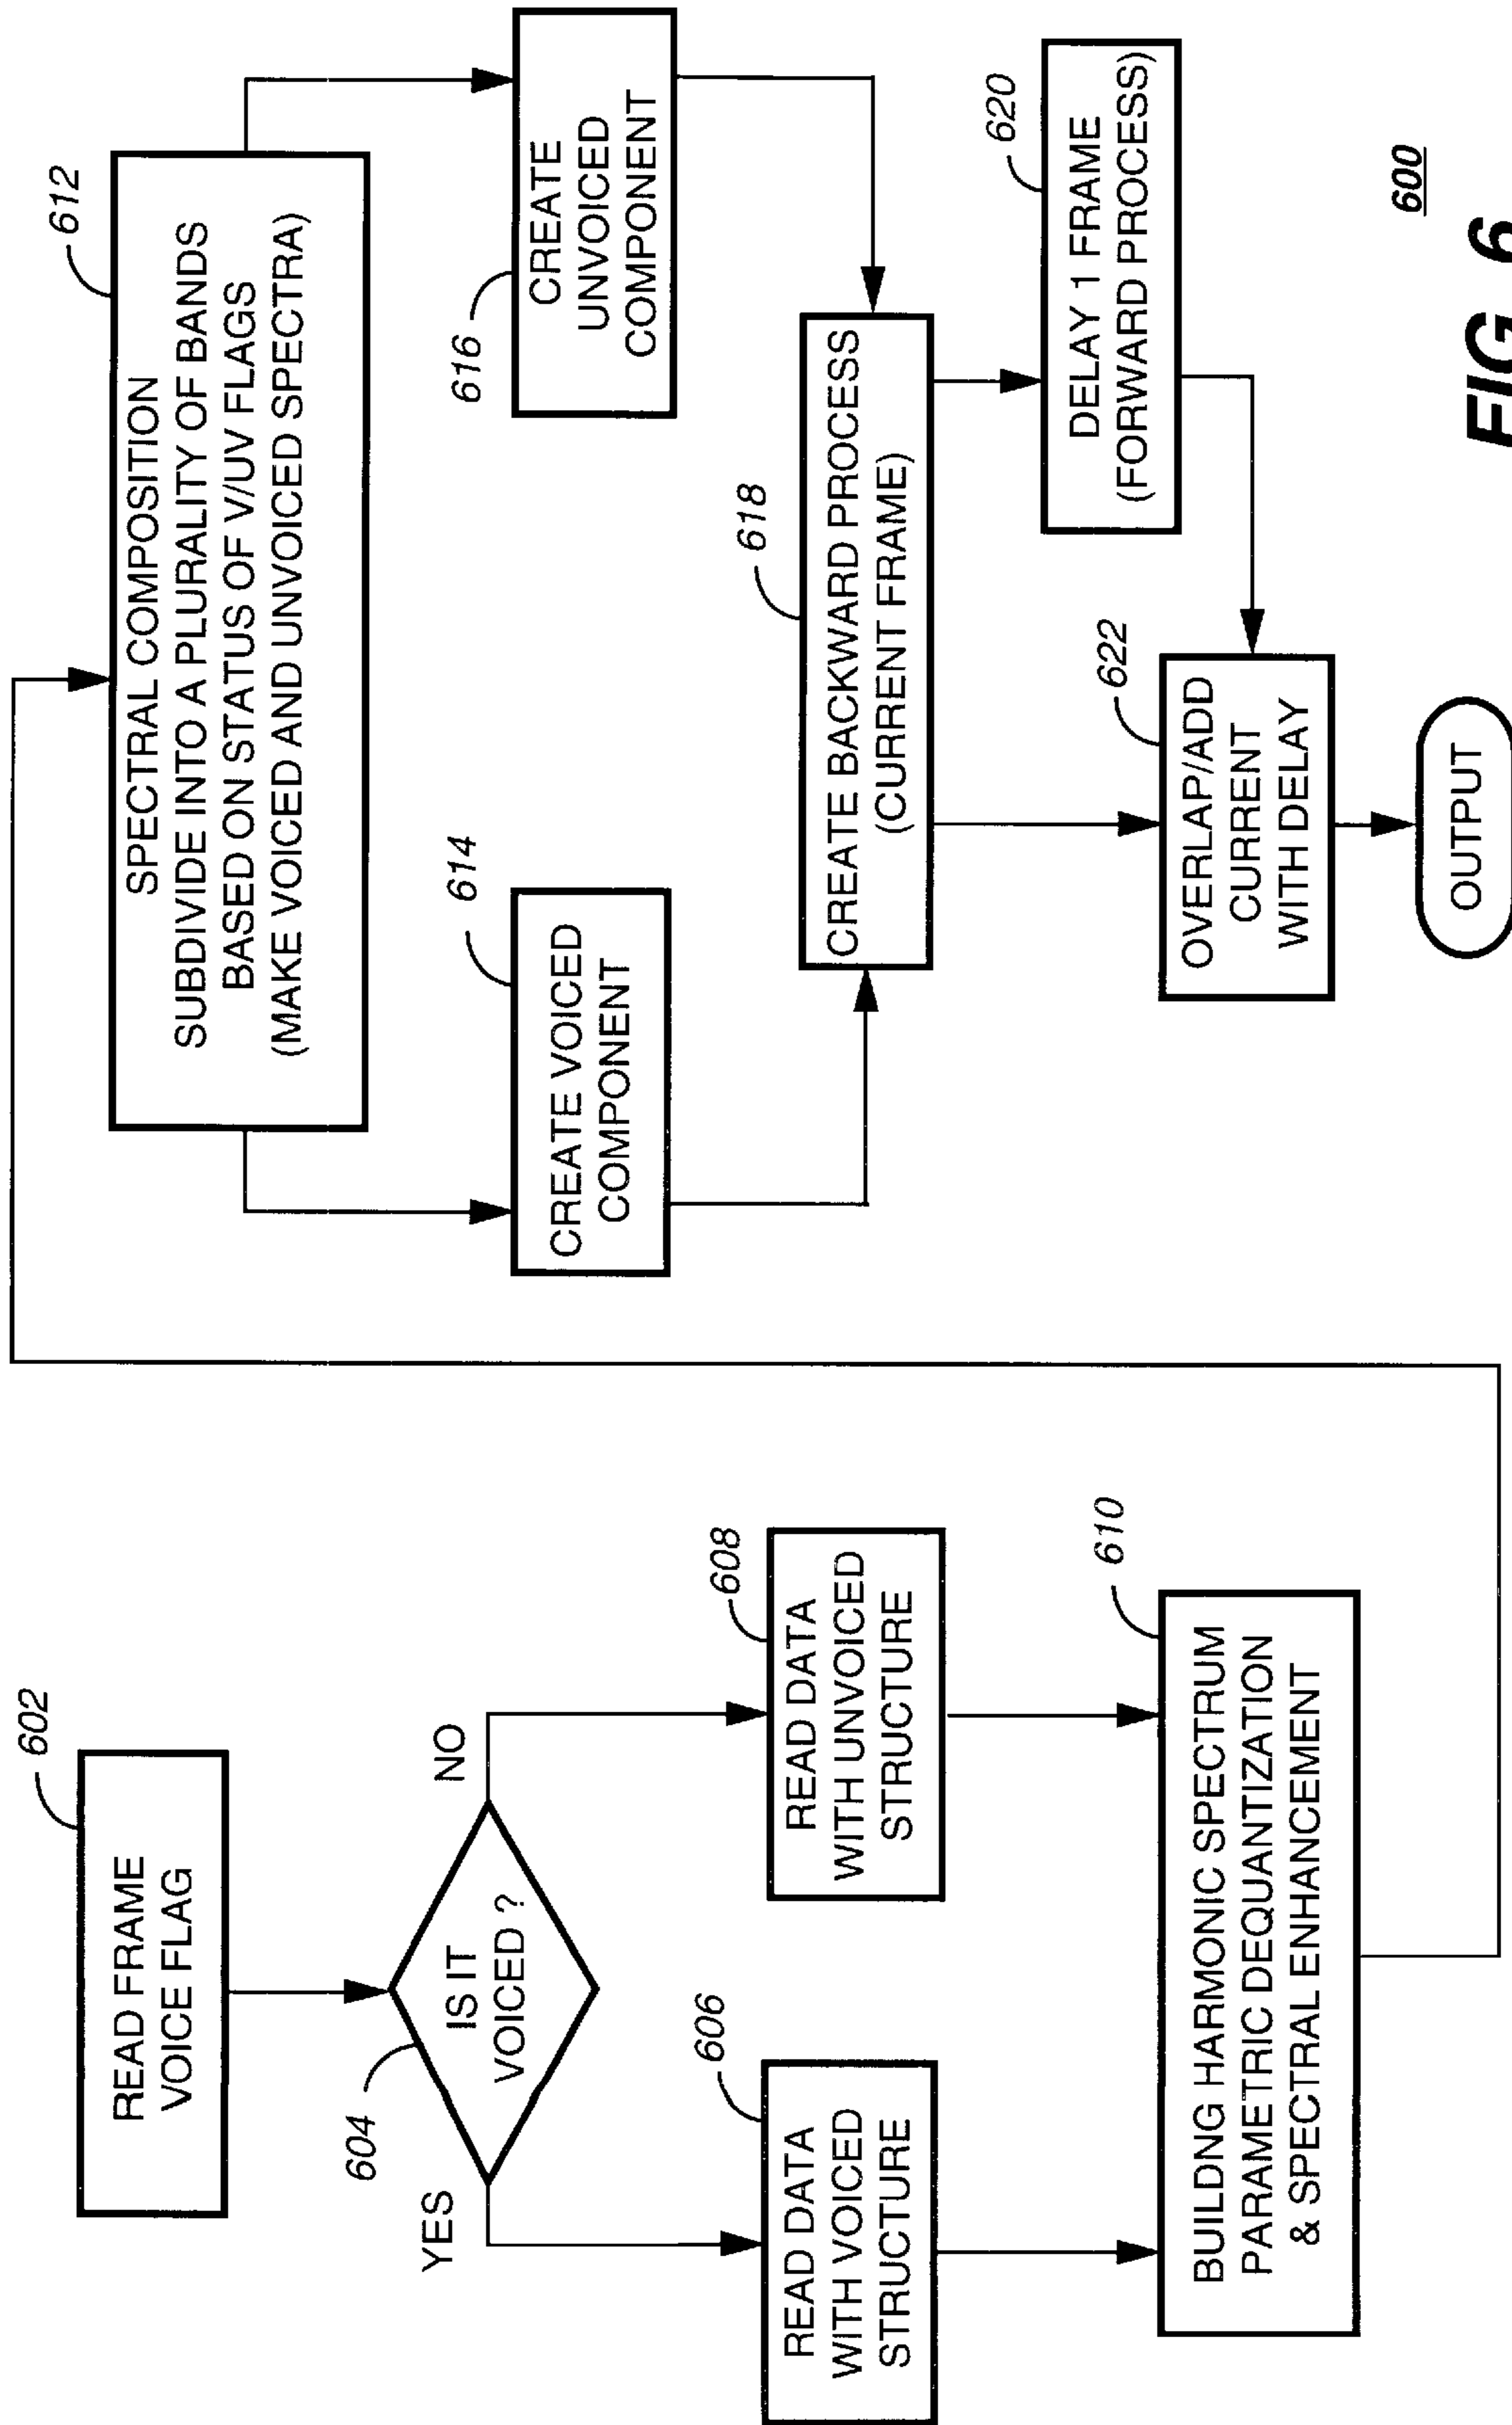 602
READ FRAME
VOICE FLAG
604
IS IT
VOICED ?
YES
NO
606
READ DATA
WITH VOICED
STRUCTURE
608
READ DATA
WITH UNVOICED
STRUCTURE
610
BUILDNG HARMONIC SPECTRUM
PARAMETRIC DEQUANTIZATION
& SPECTRAL ENHANCEMENT
612
SPECTRAL COMPOSITION
SUBDIVIDE INTO A PLURALITY OF BANDS
BASED ON STATUS OF V/UV FLAGS
(MAKE VOICED AND UNVOICED SPECTRA)
614
CREATE VOICED
COMPONENT
616
CREATE
UNVOICED
COMPONENT
618
CREATE BACKWARD PROCESS
(CURRENT FRAME)
620
DELAY 1 FRAME
(FORWARD PROCESS)
622
OVERLAP/ADD
CURRENT
WITH DELAY
OUTPUT
600
FIG. 6